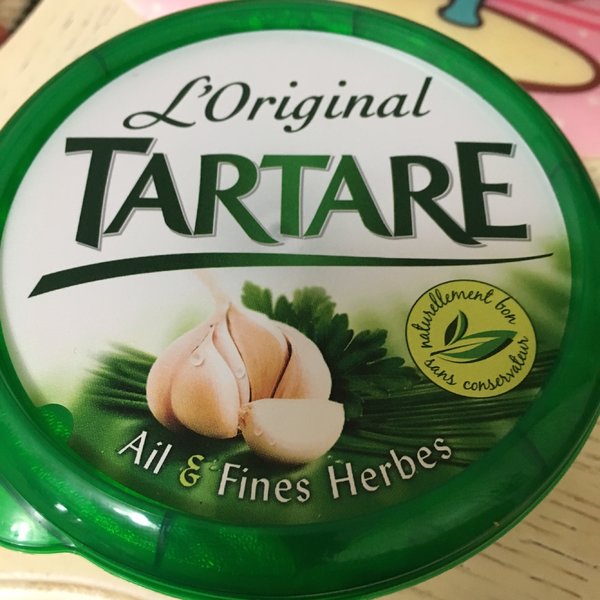 L'Original
TARTARE
naturellement bon
sans conservateur
Ail & Fines Herbes